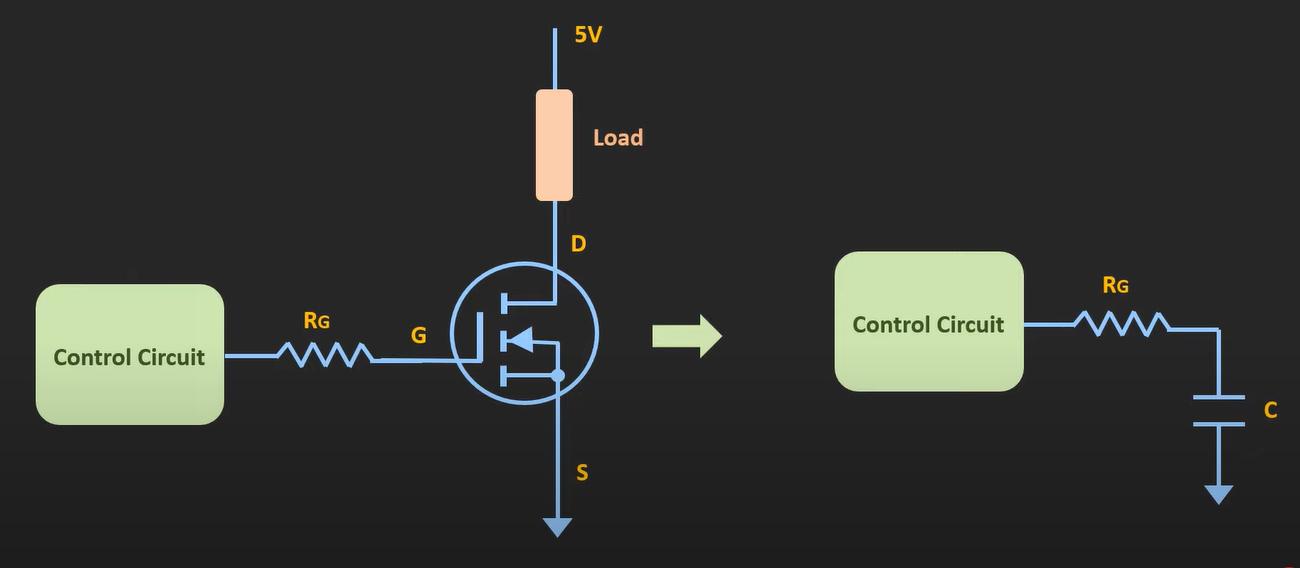 5V
Load
D
Control Circuit
RG
G
S
Control Circuit
RG
C